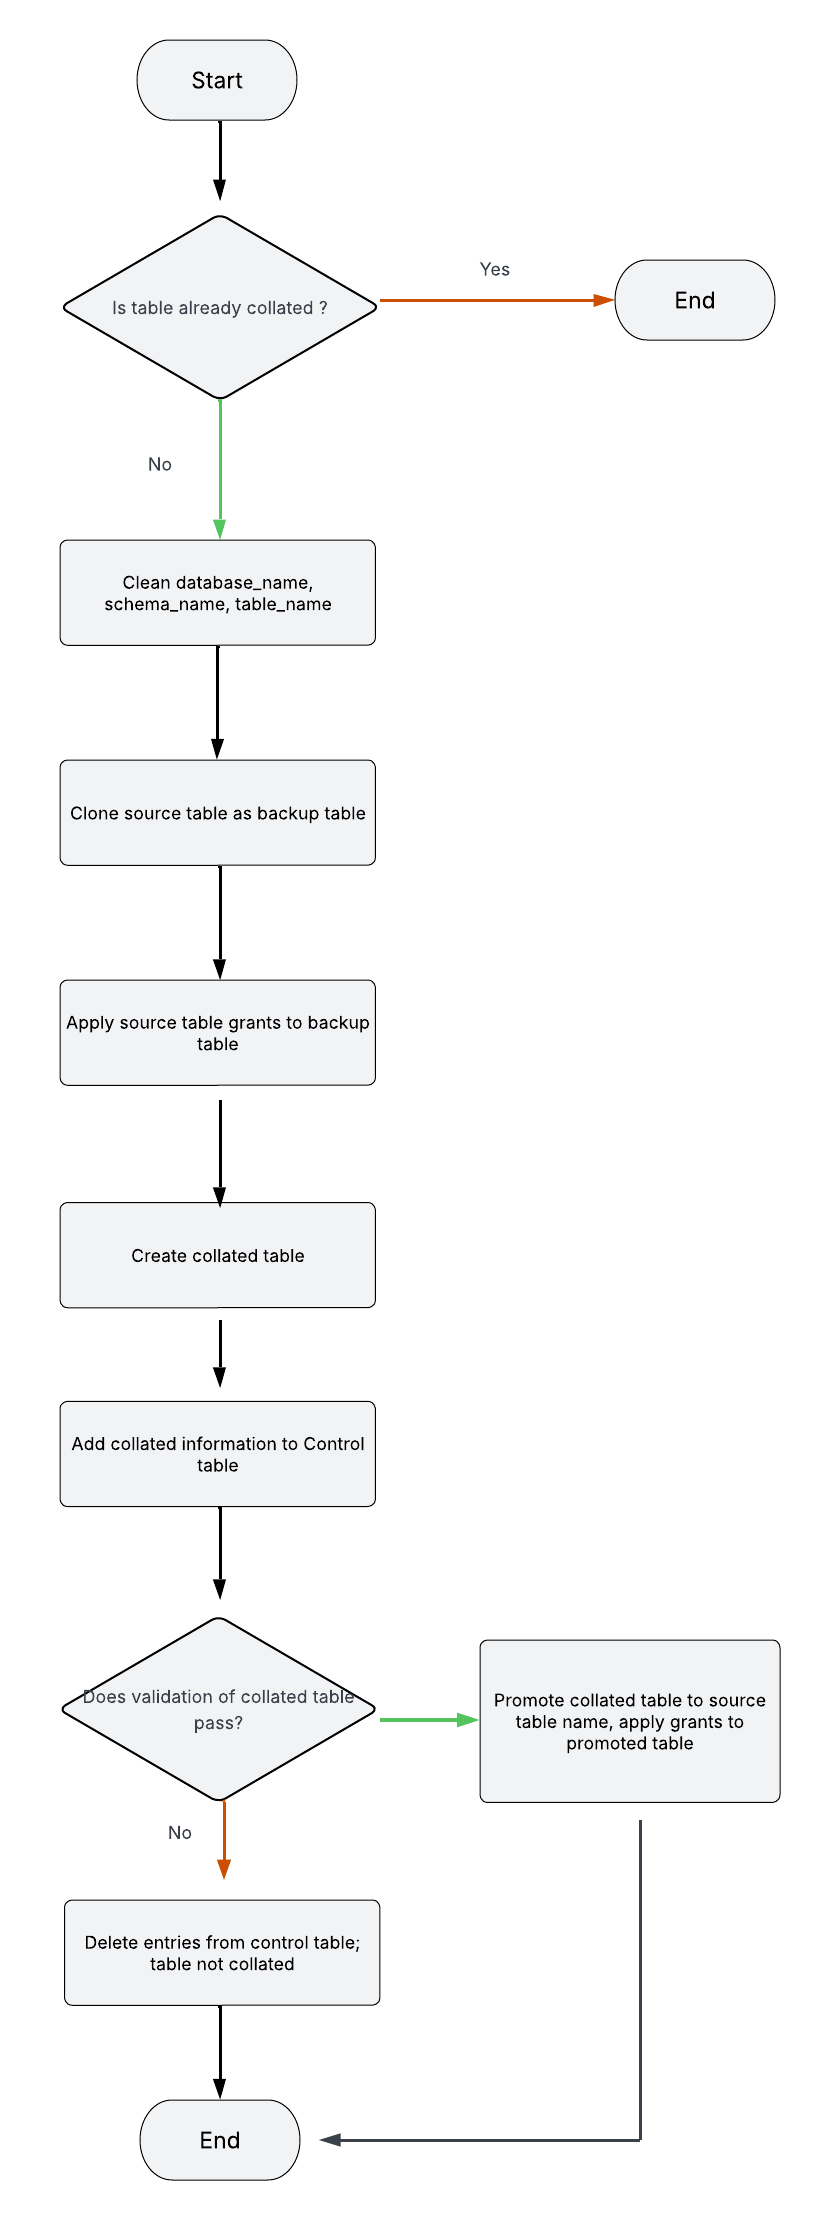 Start
Is table already collated ?
Yes
End
No
Clean database_name,
schema_name, table_name
Clone source table as backup table
Apply source table grants to backup
table
Create collated table
Add collated information to Control
table
Does validation of collated table
pass?
Promote collated table to source
table name, apply grants to
promoted table
No
Delete entries from control table;
table not collated
End